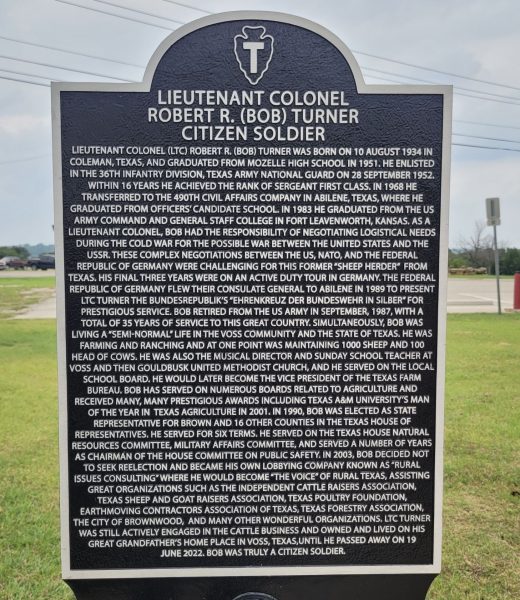 T
LIEUTENANT COLONEL
ROBERT R. (BOB) TURNER
CITIZEN SOLDIER
LIEUTENANT COLONEL (LTC) ROBERT R. (BOB) TURNER WAS BORN ON 10 AUGUST 1934 IN
COLEMAN, TEXAS, AND GRADUATED FROM MOZELLE HIGH SCHOOL IN 1951. HE ENLISTED
IN THE 36TH INFANTRY DIVISION, TEXAS ARMY NATIONAL GUARD ON 28 SEPTEMBER 1952.
WITHIN 16 YEARS HE ACHIEVED THE RANK OF SERGEANT FIRST CLASS. IN 1968 HE
TRANSFERRED TO THE 490TH CIVIL AFFAIRS COMPANY IN ABILENE, TEXAS, WHERE HE
GRADUATED FROM OFFICERS' CANDIDATE SCHOOL. IN 1983 HE GRADUATED FROM THE US
ARMY COMMAND AND GENERAL STAFF COLLEGE IN FORT LEAVENWORTH, KANSAS. AS A
LIEUTENANT COLONEL, BOB HAD THE RESPONSIBILITY OF NEGOTIATING LOGISTICAL NEEDS
DURING THE COLD WAR FOR THE POSSIBLE WAR BETWEEN THE UNITED STATES AND THE
USSR. THESE COMPLEX NEGOTIATIONS BETWEEN THE US, NATO, AND THE FEDERAL
REPUBLIC OF GERMANY WERE CHALLENGING FOR THIS FORMER "SHEEP HERDER" FROM
TEXAS. HIS FINAL THREE YEARS WERE ON AN ACTIVE DUTY TOUR IN GERMANY. THE FEDERAL
REPUBLIC OF GERMANY FLEW THEIR CONSULATE GENERAL TO ABILENE IN 1989 TO PRESENT
LTC TURNER THE BUNDESREPUBLIK'S "EHRENKREUZ DER BUNDESWEHR IN SILBER" FOR
PRESTIGIOUS SERVICE. BOB RETIRED FROM THE US ARMY IN SEPTEMBER, 1987, WITH A
TOTAL OF 35 YEARS OF SERVICE TO THIS GREAT COUNTRY. SIMULTANEOUSLY, BOB WAS
LIVING A "SEMI-NORMAL" LIFE IN THE VOSS COMMUNITY AND THE STATE OF TEXAS. HE WAS
FARMING AND RANCHING AND AT ONE POINT WAS MAINTAINING 1000 SHEEP AND 100
HEAD OF COWS. HE WAS ALSO THE MUSICAL DIRECTOR AND SUNDAY SCHOOL TEACHER AT
VOSS AND THEN GOULDBUSK UNITED METHODIST CHURCH, AND HE SERVED ON THE LOCAL
SCHOOL BOARD. HE WOULD LATER BECOME THE VICE PRESIDENT OF THE TEXAS FARM
BUREAU. BOB HAS SERVED ON NUMEROUS BOARDS RELATED TO AGRICULTURE AND
RECEIVED MANY, MANY PRESTIGIOUS AWARDS INCLUDING TEXAS A&M UNIVERSITY'S MAN
OF THE YEAR IN TEXAS AGRICULTURE IN 2001. IN 1990, BOB WAS ELECTED AS STATE
REPRESENTATIVE FOR BROWN AND 16 OTHER COUNTIES IN THE TEXAS HOUSE OF
REPRESENTATIVES. HE SERVED FOR SIX TERMS. HE SERVED ON THE TEXAS HOUSE NATURAL
RESOURCES COMMITTEE, MILITARY AFFAIRS COMMITTEE, AND SERVED A NUMBER OF YEARS
AS CHAIRMAN OF THE HOUSE COMMITTEE ON PUBLIC SAFETY. IN 2003, BOB DECIDED NOT
TO SEEK REELECTION AND BECAME HIS OWN LOBBYING COMPANY KNOWN AS "RURAL
ISSUES CONSULTING" WHERE HE WOULD BECOME "THE VOICE" OF RURAL TEXAS, ASSISTING
GREAT ORGANIZATIONS SUCH AS THE INDEPENDENT CATTLE RAISERS ASSOCIATION,
TEXAS SHEEP AND GOAT RAISERS ASSOCIATION, TEXAS POULTRY FOUNDATION,
EARTHMOVING CONTRACTORS ASSOCIATION OF TEXAS, TEXAS FORESTRY ASSOCIATION,
THE CITY OF BROWNWOOD, AND MANY OTHER WONDERFUL ORGANIZATIONS. LTC TURNER
WAS STILL ACTIVELY ENGAGED IN THE CATTLE BUSINESS AND OWNED AND LIVED ON HIS
GREAT GRANDFATHER'S HOME PLACE IN VOSS, TEXAS,UNTIL HE PASSED AWAY ON 19
JUNE 2022. BOB WAS TRULY A CITIZEN SOLDIER.